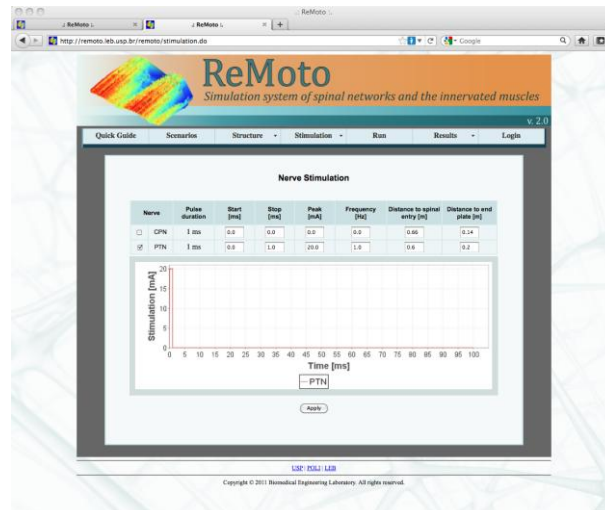 .: ReMoto :.
.: ReMoto :.
.: ReMoto :.
http://remoto.leb.usp.br/remoto/stimulation.do
Google
ReMoto
Simulation system of spinal networks and the innervated muscles
v. 2.0
Quick Guide Scenarios Structure Stimulation Run Results Login
Nerve Stimulation
Nerve Pulse duration Start [ms] Stop [ms] Peak [mA] Frequency [Hz] Distance to spinal entry [m] Distance to end plate [m]
CPN 1 ms 0.0 0.0 0.0 0.0 0.66 0.14
PTN 1 ms 0.0 1.0 20.0 1.0 0.6 0.2
Stimulation [mA]
20
15
10
5
0
0 5 10 15 20 25 30 35 40 45 50 55 60 65 70 75 80 85 90 95 100
Time [ms]
PTN
Apply
USP | POLI | LEB
Copyright © 2011 Biomedical Engineering Laboratory. All rights reserved.